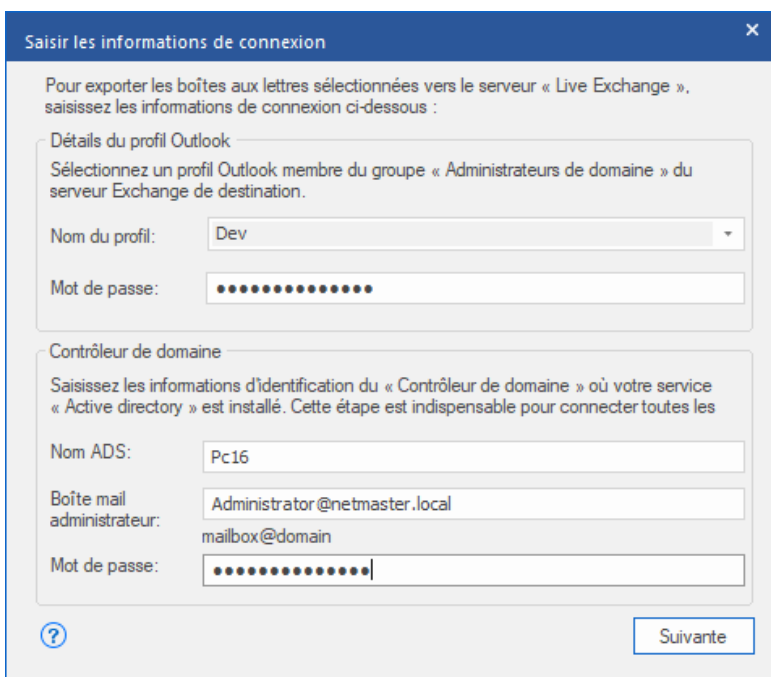 Saisir les informations de connexion
Pour exporter les boîtes aux lettres sélectionnées vers le serveur « Live Exchange »,
saisissez les informations de connexion ci-dessous :
Détails du profil Outlook
Sélectionnez un profil Outlook membre du groupe « Administrateurs de domaine » du
serveur Exchange de destination.
Nom du profil: Dev
Mot de passe: ●●●●●●●●●●●●●●
Contrôleur de domaine
Saisissez les informations d'identification du « Contrôleur de domaine » où votre service
« Active directory » est installé. Cette étape est indispensable pour connecter toutes les
Nom ADS: Pc16
Boîte mail
administrateur: Administrator@netmaster.local
mailbox@domain
Mot de passe: ●●●●●●●●●●●●●●
? Suivante